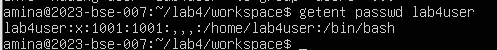 amina@2023-bse-007:~/lab4/workspace$ getent passwd lab4user
lab4user:x:1001:1001:,,,:/home/lab4user:/bin/bash
amina@2023-bse-007:~/lab4/workspace$